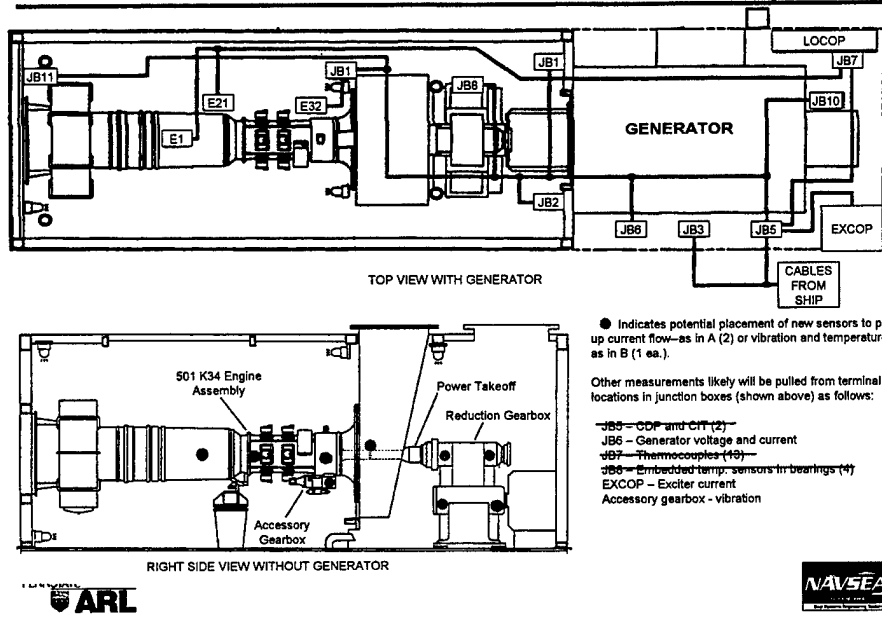 LOCOP
JB7
JB11
JB1
JB1
E21
E32
JB8
JB10
E1
GENERATOR
JB2
JB6
JB3
JB5
EXCOP
CABLES
FROM
SHIP
TOP VIEW WITH GENERATOR
Indicates potential placement of new sensors to p
up current flow–as in A (2) or vibration and temperature
as in B (1 ea.).
Other measurements likely will be pulled from terminal
locations in junction boxes (shown above) as follows:
JB5 – CDP and CIT (2)
JB6 – Generator voltage and current
JB7 – Thermocouples (13)
JB8 – Embedded temp. sensors in bearings (4)
EXCOP – Exciter current
Accessory gearbox - vibration
501 K34 Engine
Assembly
Power Takeoff
Reduction Gearbox
Accessory
Gearbox
RIGHT SIDE VIEW WITHOUT GENERATOR
ARL
NAVSEA